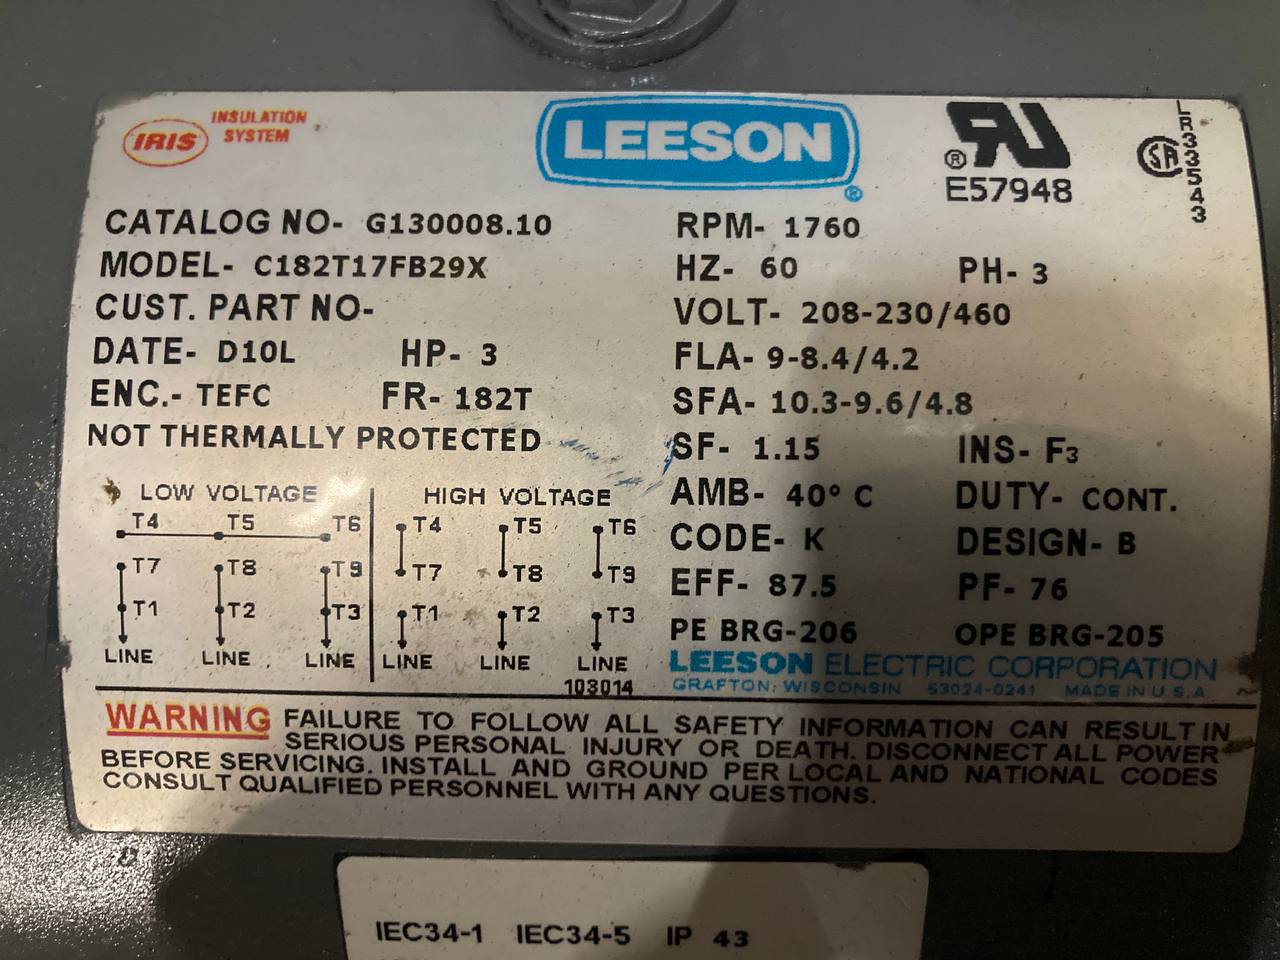 IRIS INSULATION SYSTEM
LEESON ®
® RU
E57948
SA
LR33543
CATALOG NO- G130008.10
MODEL- C182T17FB29X
CUST. PART NO-
DATE- D10L HP- 3
ENC.- TEFC FR- 182T
NOT THERMALLY PROTECTED
RPM- 1760
HZ- 60 PH- 3
VOLT- 208-230/460
FLA- 9-8.4/4.2
SFA- 10.3-9.6/4.8
SF- 1.15 INS- F3
AMB- 40° C DUTY- CONT.
CODE- K DESIGN- B
EFF- 87.5 PF- 76
PE BRG-206 OPE BRG-205
LOW VOLTAGE
T4 T5 T6
T7 T8 T9
T1 T2 T3
LINE LINE LINE
HIGH VOLTAGE
T4 T5 T6
T7 T8 T9
T1 T2 T3
LINE LINE LINE
103014
LEESON ELECTRIC CORPORATION
GRAFTON, WISCONSIN 53024-0241 MADE IN U.S.A.
WARNING FAILURE TO FOLLOW ALL SAFETY INFORMATION CAN RESULT IN
SERIOUS PERSONAL INJURY OR DEATH. DISCONNECT ALL POWER
BEFORE SERVICING. INSTALL AND GROUND PER LOCAL AND NATIONAL CODES
CONSULT QUALIFIED PERSONNEL WITH ANY QUESTIONS.
IEC34-1 IEC34-5 IP 43